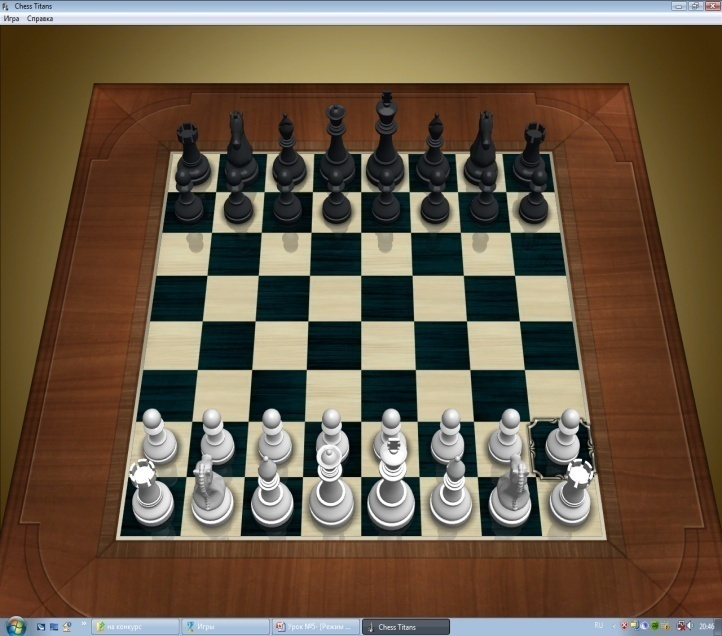 Chess Titans
Игра Справка
на конкурс
Игры
Урок №5- [Режим ...
Chess Titans
RU
20:46